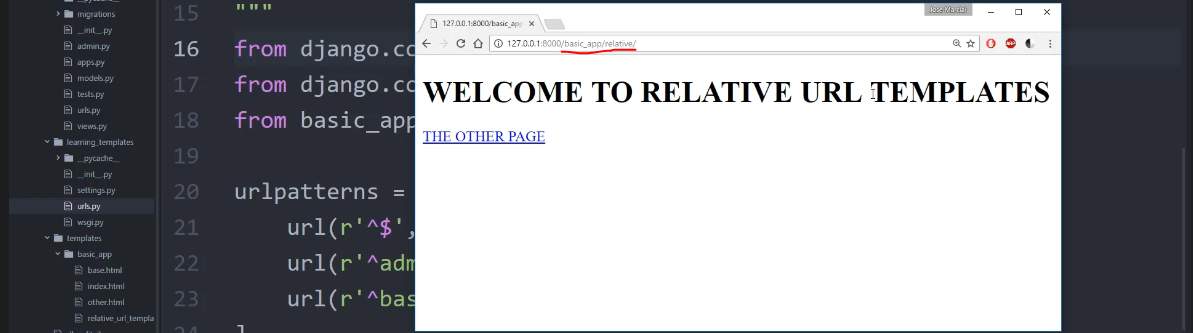 migrations
__init__.py
admin.py
apps.py
models.py
tests.py
urls.py
views.py
learning_templates
__pycache__
__init__.py
settings.py
urls.py
wsgi.py
templates
basic_app
base.html
index.html
other.html
relative_url_templa
15 """
16 from django.co
17 from django.co
18 from basic_app
19
20 urlpatterns =
21 url(r'^$',
22 url(r'^adm
23 url(r'^bas
Jose Marcial
127.0.0.1:8000/basic_ap
127.0.0.1:8000/basic_app/relative/
ABP
WELCOME TO RELATIVE URL TEMPLATES
THE OTHER PAGE